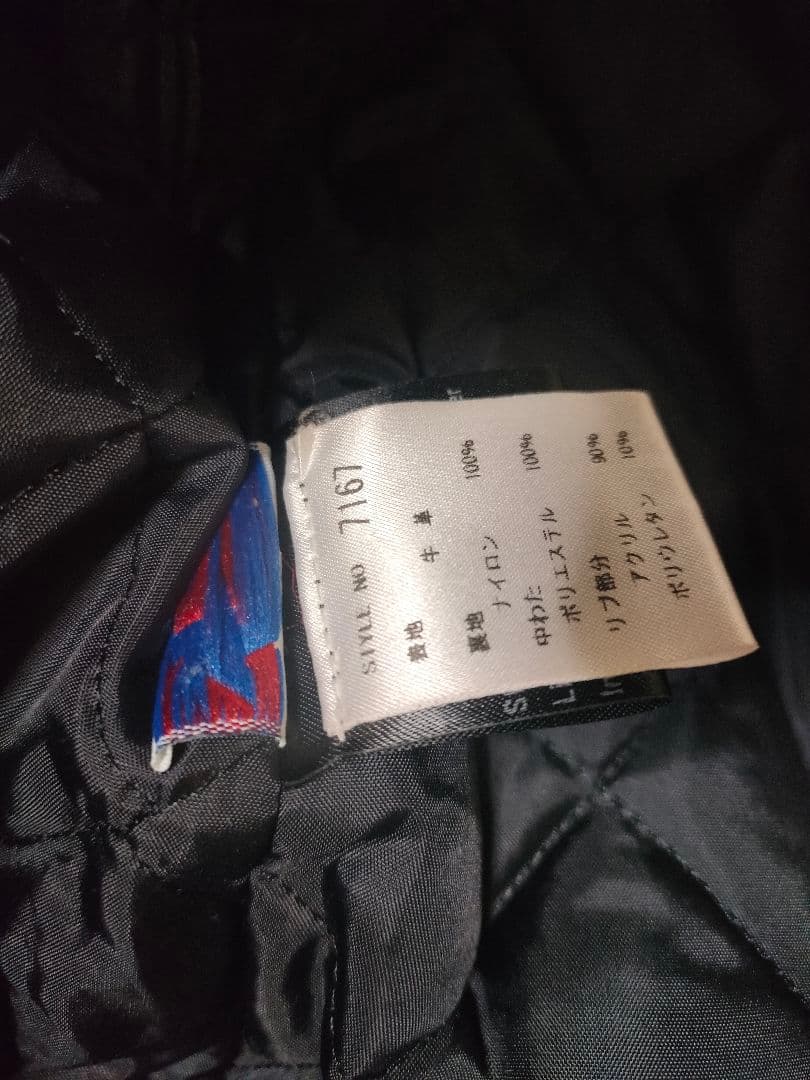 STYLE NO 7167
表地
牛 革
裏地
ナイロン 100%
中わた
ポリエステル 100%
リブ部分
アクリル 90%
ポリウレタン 10%
er